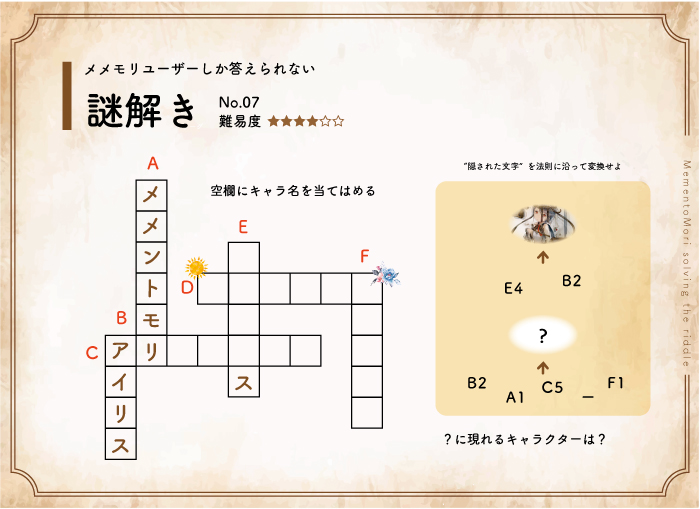 メメモリユーザーしか答えられない
謎解き
No.07
難易度 ★★★★☆☆
A
メ
メ
ン
ト
モ
リ
空欄にキャラ名を当てはめる
E
F
D
B
C
ア
イ
リ
ス
ス
"隠された文字" を法則に沿って変換せよ
E4 B2
?
B2 A1 C5 _ F1
?に現れるキャラクターは?
MementoMori solving the riddle